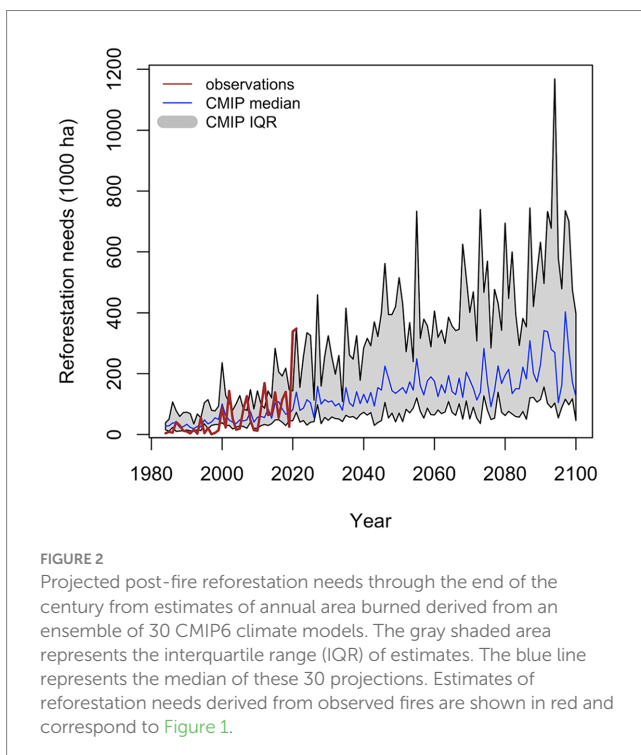 1200
1000
800
600
400
200
0
Reforestation needs (1000 ha)
observations
CMIP median
CMIP IQR
1980 2000 2020 2040 2060 2080 2100
Year
FIGURE 2
Projected post-fire reforestation needs through the end of the
century from estimates of annual area burned derived from an
ensemble of 30 CMIP6 climate models. The gray shaded area
represents the interquartile range (IQR) of estimates. The blue line
represents the median of these 30 projections. Estimates of
reforestation needs derived from observed fires are shown in red and
correspond to Figure 1.